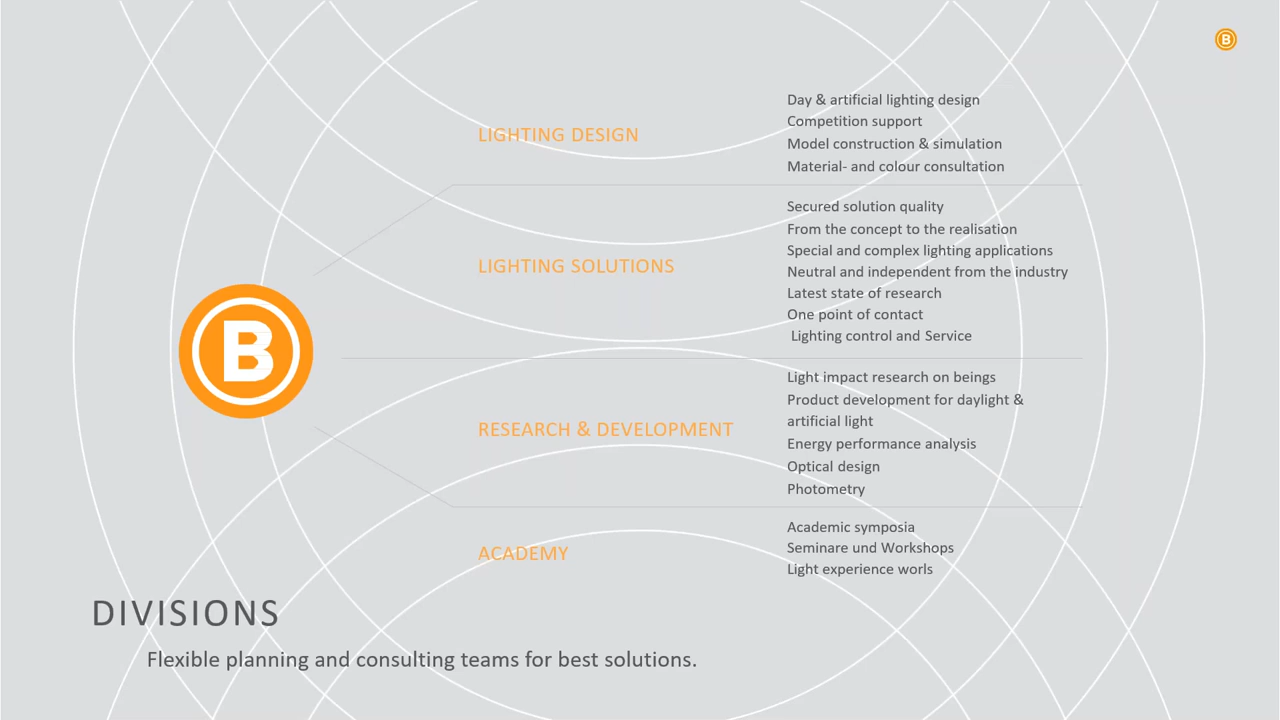 B
LIGHTING DESIGN
Day & artificial lighting design
Competition support
Model construction & simulation
Material- and colour consultation
LIGHTING SOLUTIONS
Secured solution quality
From the concept to the realisation
Special and complex lighting applications
Neutral and independent from the industry
Latest state of research
One point of contact
Lighting control and Service
B
RESEARCH & DEVELOPMENT
Light impact research on beings
Product development for daylight &
artificial light
Energy performance analysis
Optical design
Photometry
ACADEMY
Academic symposia
Seminare und Workshops
Light experience worls
DIVISIONS
Flexible planning and consulting teams for best solutions.